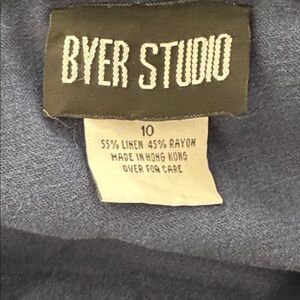 BYER STUDIO
10
55% LINEN 45% RAYON
MADE IN HONG KONG
OVER FOR CARE